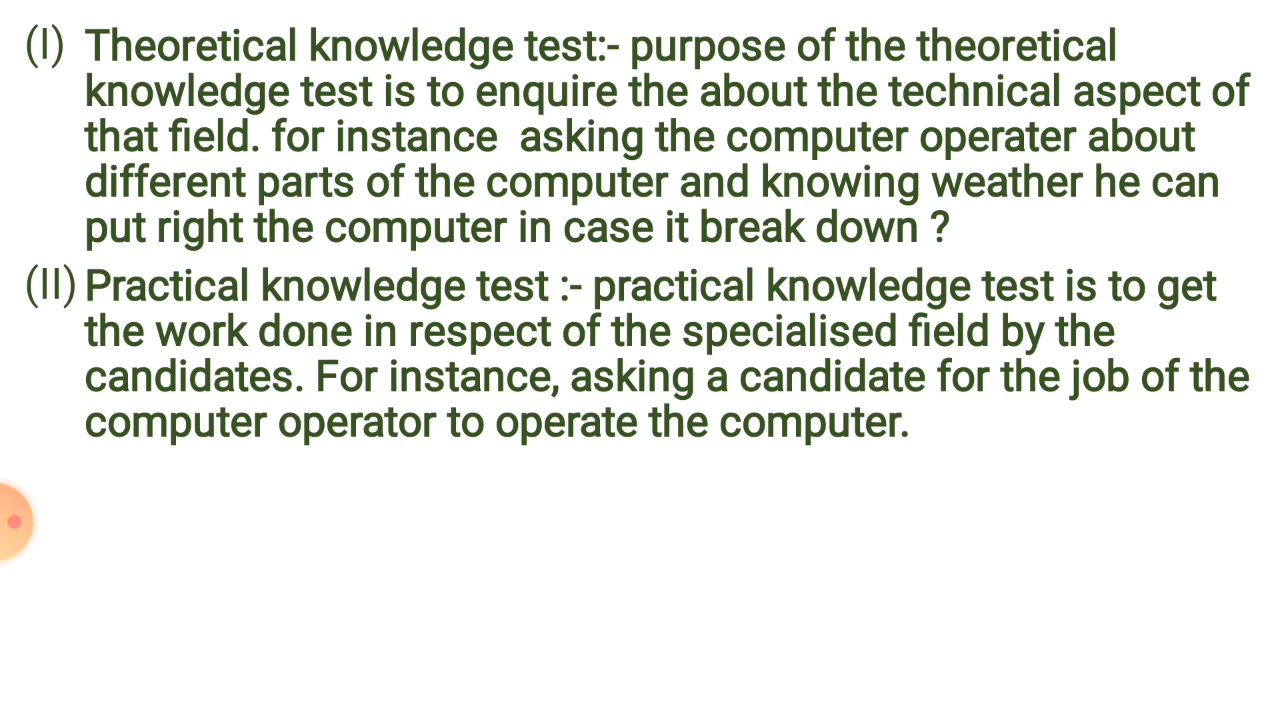 (I) Theoretical knowledge test:- purpose of the theoretical
knowledge test is to enquire the about the technical aspect of
that field. for instance  asking the computer operater about
different parts of the computer and knowing weather he can
put right the computer in case it break down ?
(II) Practical knowledge test :- practical knowledge test is to get
the work done in respect of the specialised field by the
candidates. For instance, asking a candidate for the job of the
computer operator to operate the computer.